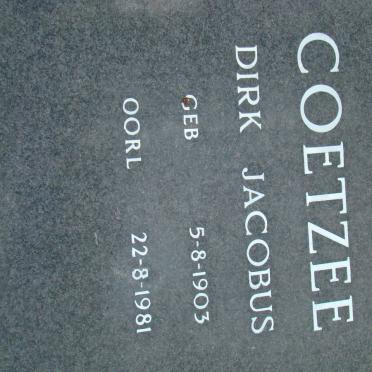 COETZEE
DIRK JACOBUS
GEB 5-8-1903
OORL 22-8-1981